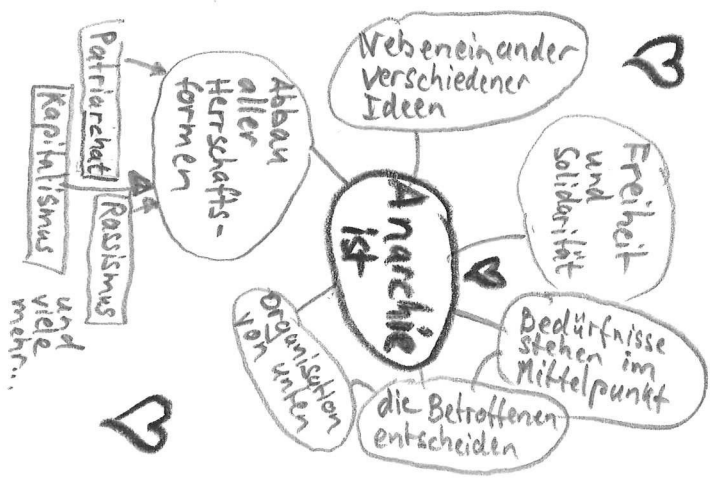 Anarchie
ist
Nebeneinander
verschiedener
Ideen
Freiheit
und
Solidarität
Bedürfnisse
stehen im
Mittelpunkt
die Betroffenen
entscheiden
Organisation
von unten
Abbau
aller
Herrschafts-
formen
Patriarchat
Rassismus
Kapitalismus
und
viele
mehr...